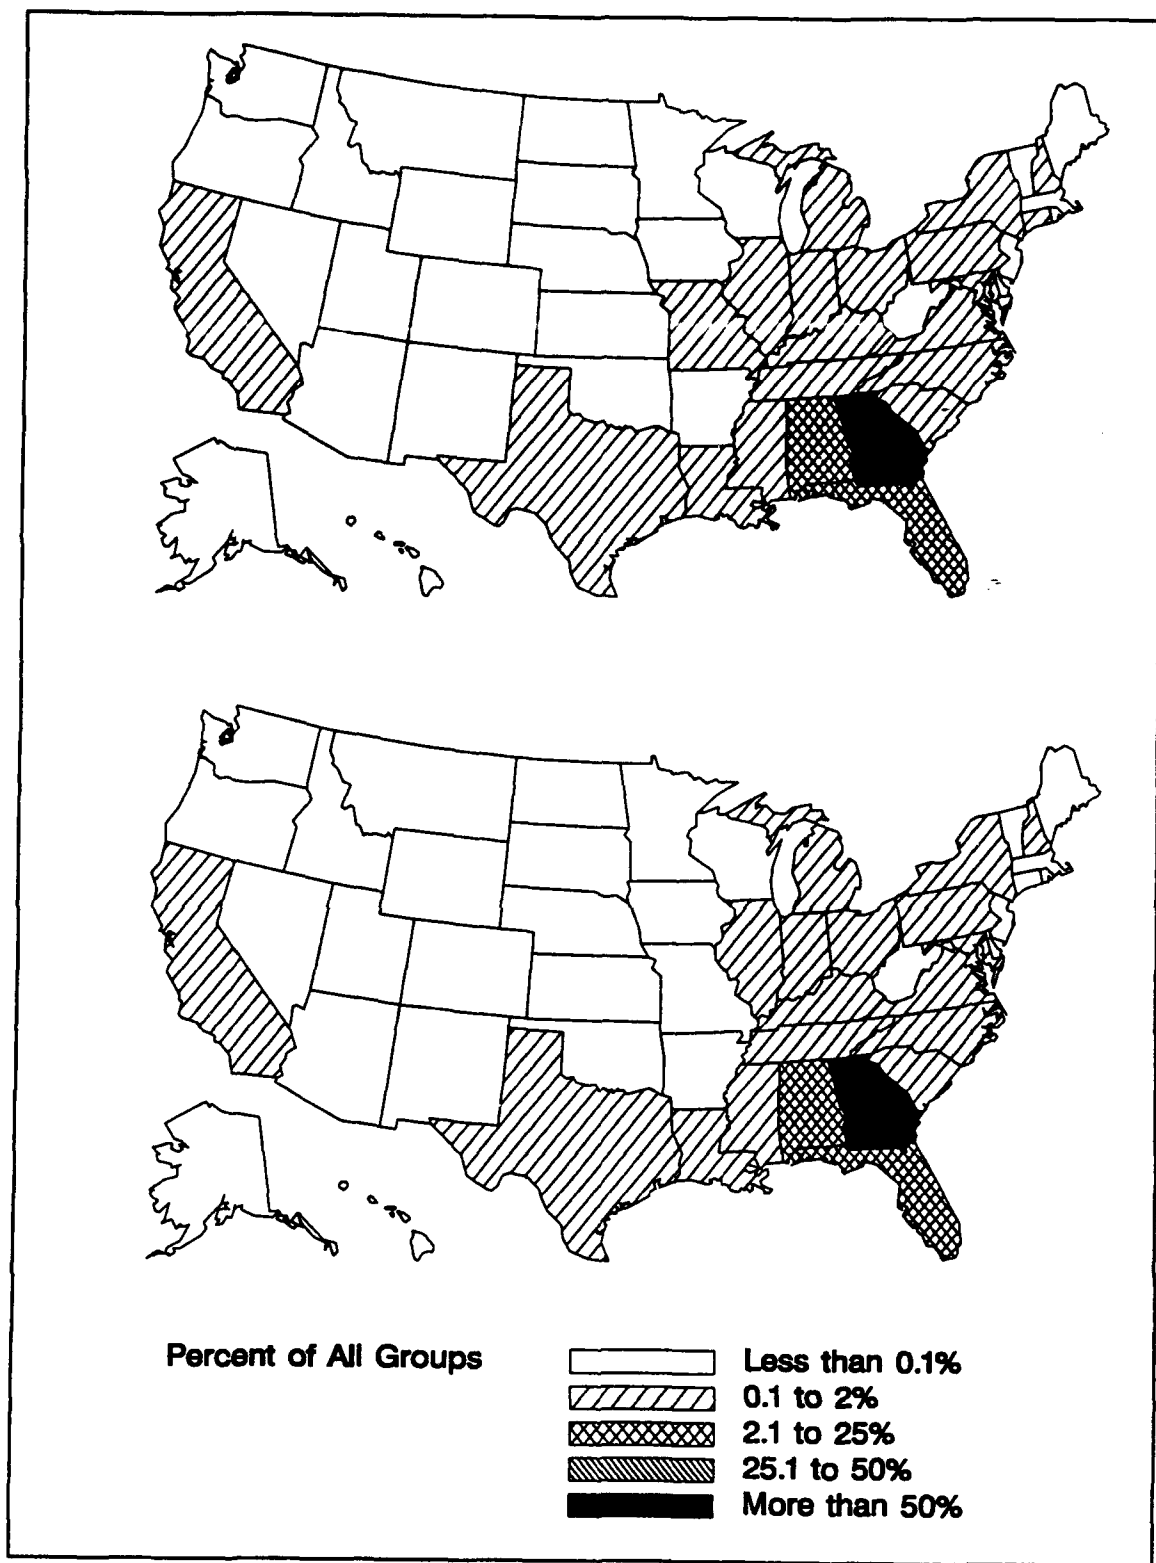 Percent of All Groups
Less than 0.1%
0.1 to 2%
2.1 to 25%
25.1 to 50%
More than 50%